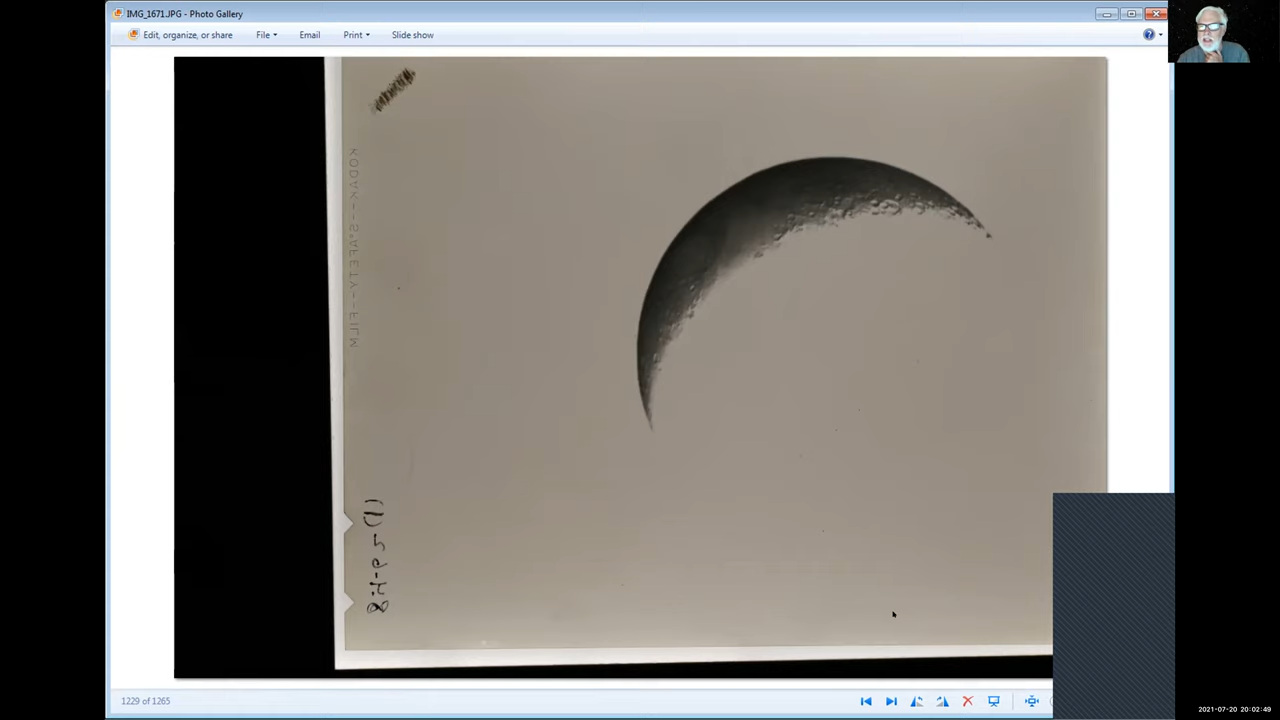 IMG_1671.JPG - Photo Gallery
Edit, organize, or share File Email Print Slide show
KODAK-SAFETY-FILM
1229 of 1265
2021-07-20 20:02:49